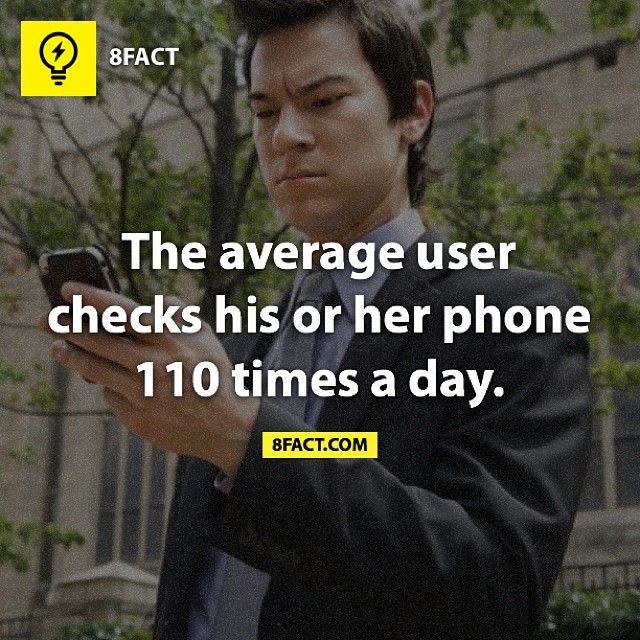 8FACT
The average user
checks his or her phone
110 times a day.
8FACT.COM